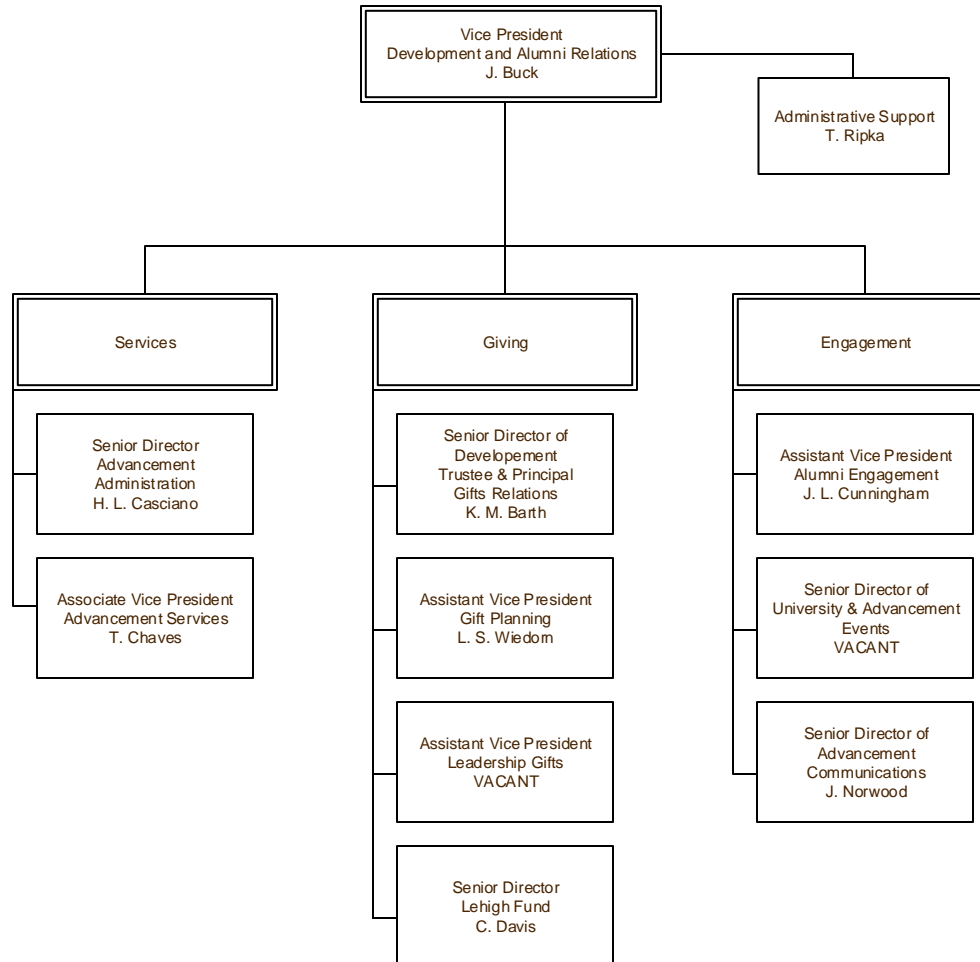 Vice President
Development and Alumni Relations
J. Buck
Administrative Support
T. Ripka
Services
Giving
Engagement
Senior Director
Advancement
Administration
H. L. Casciano
Associate Vice President
Advancement Services
T. Chaves
Senior Director of
Developement
Trustee & Principal
Gifts Relations
K. M. Barth
Assistant Vice President
Gift Planning
L. S. Wiedorn
Assistant Vice President
Leadership Gifts
VACANT
Senior Director
Lehigh Fund
C. Davis
Assistant Vice President
Alumni Engagement
J. L. Cunningham
Senior Director of
University & Advancement
Events
VACANT
Senior Director of
Advancement
Communications
J. Norwood